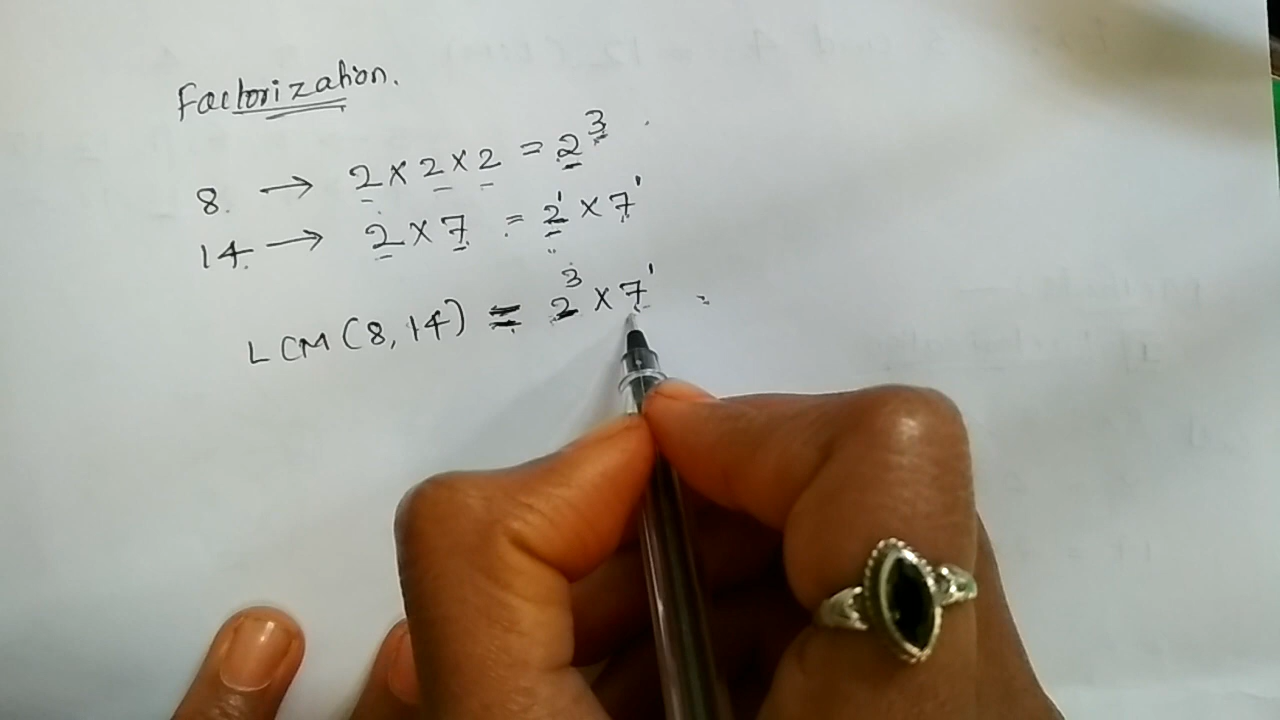 Factorization.
8. → 2 × 2 × 2 = 2³
14. → 2 × 7 = 2¹ × 7¹
LCM (8, 14) = 2³ × 7¹ =